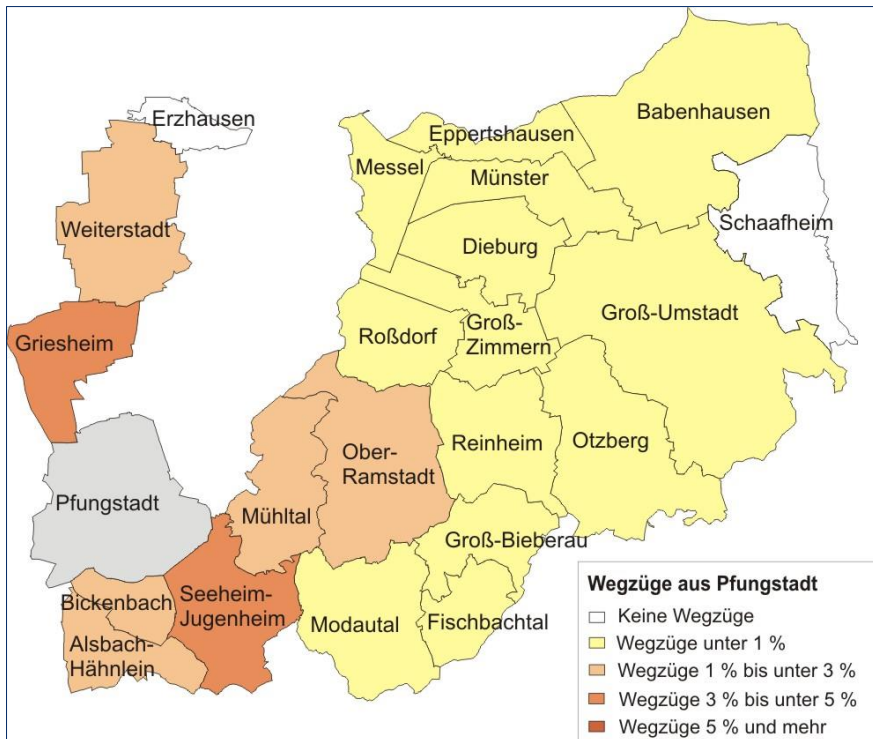 Erzhausen
Babenhausen
Eppertshausen
Messel
Münster
Schaafheim
Weiterstadt
Dieburg
Groß-Umstadt
Griesheim
Roßdorf
Groß-
Zimmern
Reinheim
Otzberg
Ober-
Ramstadt
Pfungstadt
Mühltal
Groß-Bieberau
Bickenbach
Seeheim-
Jugenheim
Modautal
Fischbachtal
Alsbach-
Hähnlein
Wegzüge aus Pfungstadt
Keine Wegzüge
Wegzüge unter 1 %
Wegzüge 1 % bis unter 3 %
Wegzüge 3 % bis unter 5 %
Wegzüge 5 % und mehr